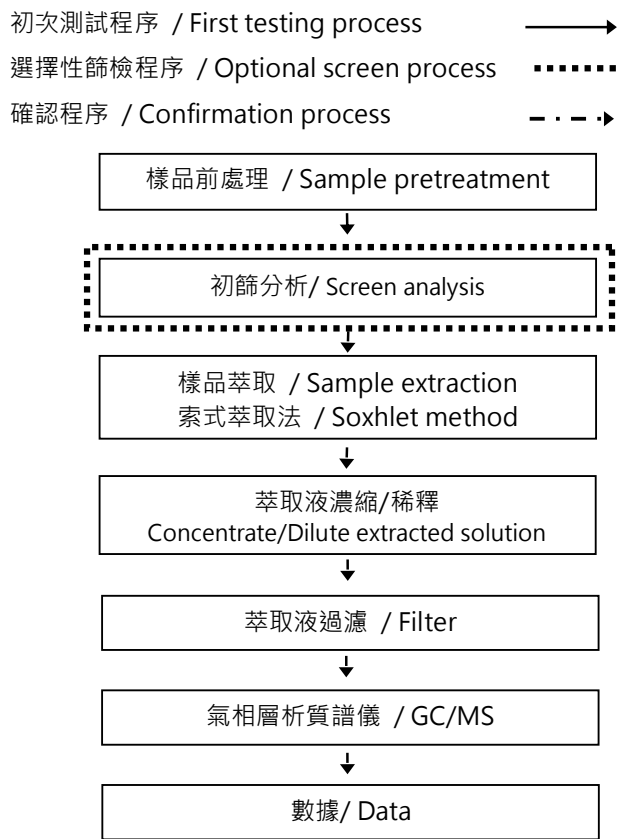 初次測試程序 / First testing process
選擇性篩檢程序 / Optional screen process
確認程序 / Confirmation process
樣品前處理 / Sample pretreatment
初篩分析/ Screen analysis
樣品萃取 / Sample extraction
索式萃取法 / Soxhlet method
萃取液濃縮/稀釋
Concentrate/Dilute extracted solution
萃取液過濾 / Filter
氣相層析質譜儀 / GC/MS
數據/ Data